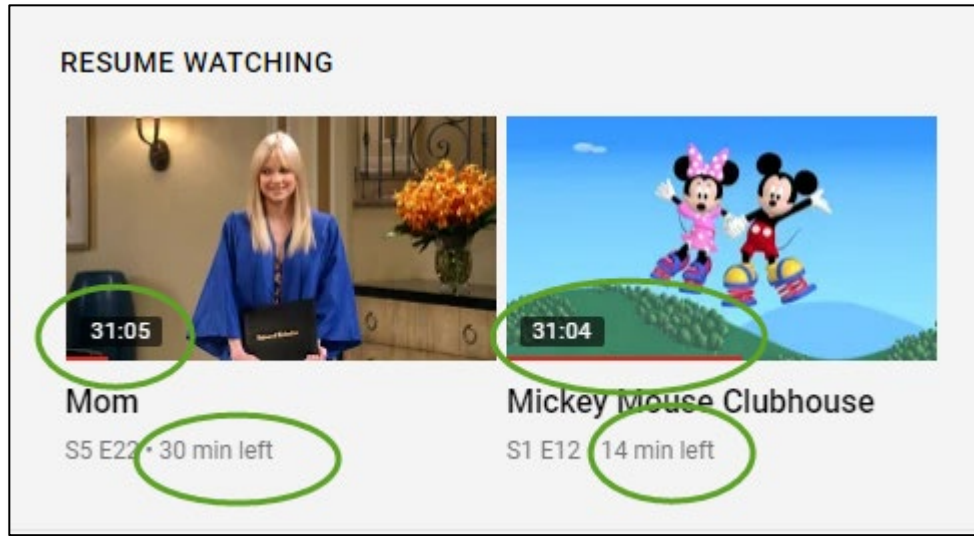 RESUME WATCHING
31:05
31:04
Mom
Mickey Mouse Clubhouse
S5 E22 • 30 min left
S1 E12 • 14 min left